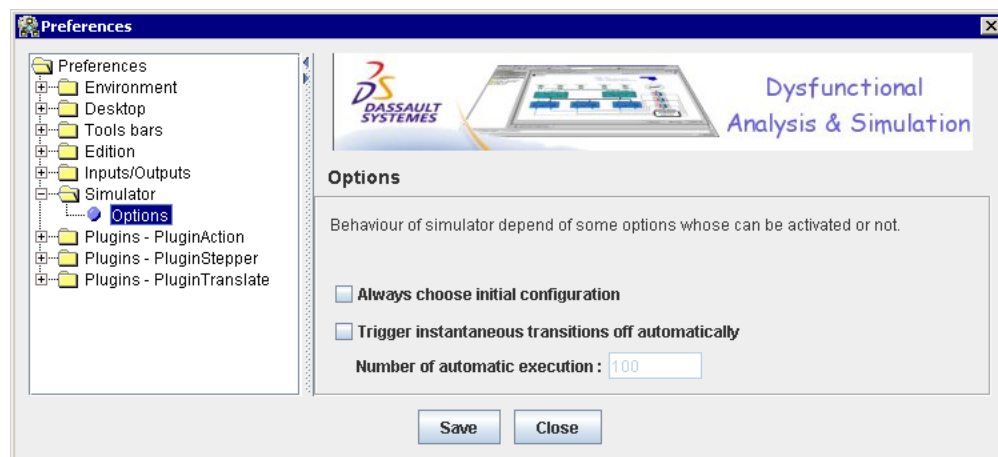 Preferences
Preferences
Environment
Desktop
Tools bars
Edition
Inputs/Outputs
Simulator
Options
Plugins - PluginAction
Plugins - PluginStepper
Plugins - PluginTranslate
DASSAULT
SYSTEMES
Dysfunctional
Analysis & Simulation
Options
Behaviour of simulator depend of some options whose can be activated or not.
Always choose initial configuration
Trigger instantaneous transitions off automatically
Number of automatic execution : 100
Save Close